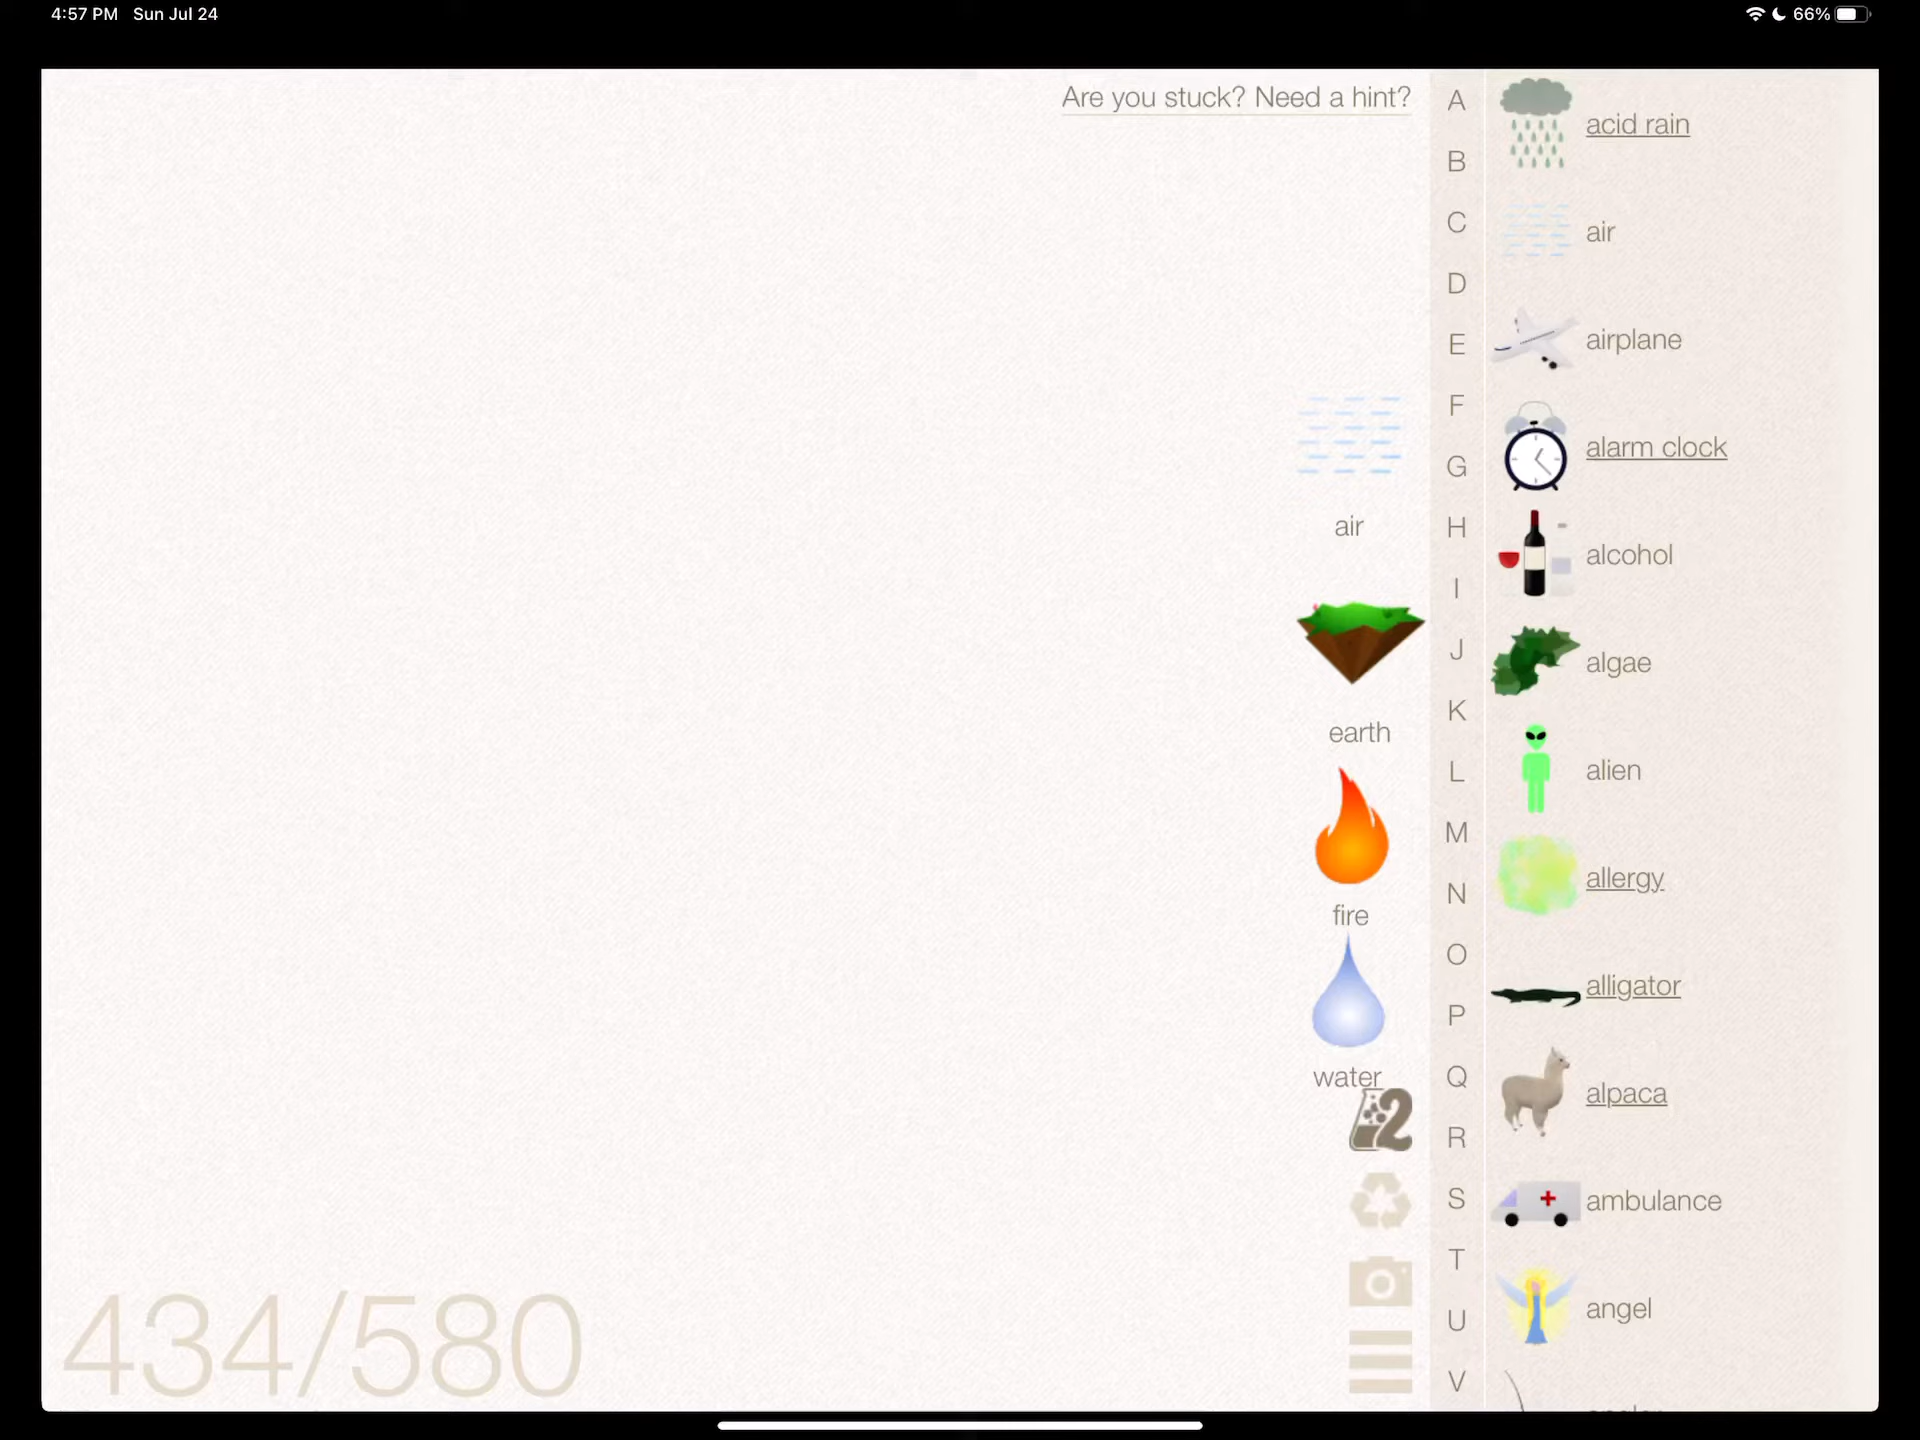 4:57 PM Sun Jul 24
66%
Are you stuck? Need a hint?
air
earth
fire
water
2
434/580
A
B
C
D
E
F
G
H
I
J
K
L
M
N
O
P
Q
R
S
T
U
V
acid rain
air
airplane
alarm clock
alcohol
algae
alien
allergy
alligator
alpaca
ambulance
angel